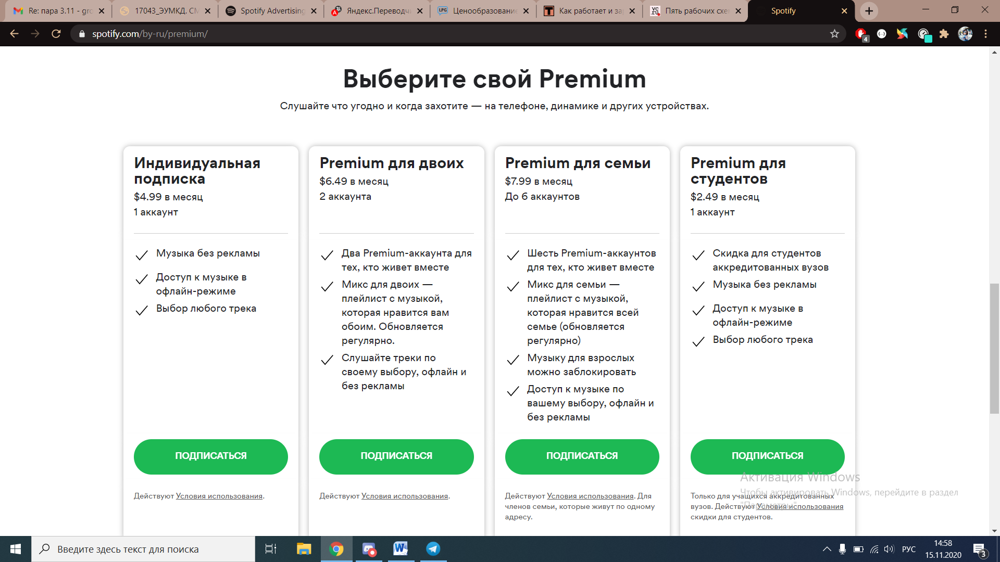 Re: пара 3.11 - gro
17043_ЭУМКД. СМ
Spotify Advertising
Яндекс.Переводчи
Ценообразование
Как работает и за
Пять рабочих схе
Spotify
spotify.com/by-ru/premium/
4
Выберите свой Premium
Слушайте что угодно и когда захотите — на телефоне, динамике и других устройствах.
Индивидуальная
подписка
$4.99 в месяц
1 аккаунт
Музыка без рекламы
Доступ к музыке в
офлайн-режиме
Выбор любого трека
ПОДПИСАТЬСЯ
Действуют Условия использования.
Premium для двоих
$6.49 в месяц
2 аккаунта
Два Premium-аккаунта для
тех, кто живет вместе
Микс для двоих —
плейлист с музыкой,
которая нравится вам
обоим. Обновляется
регулярно.
Слушайте треки по
своему выбору, офлайн и
без рекламы
ПОДПИСАТЬСЯ
Действуют Условия использования.
Premium для семьи
$7.99 в месяц
До 6 аккаунтов
Шесть Premium-аккаунтов
для тех, кто живет вместе
Микс для семьи —
плейлист с музыкой,
которая нравится всей
семье (обновляется
регулярно)
Музыку для взрослых
можно заблокировать
Доступ к музыке по
вашему выбору, офлайн и
без рекламы
ПОДПИСАТЬСЯ
Действуют Условия использования. Для
членов семьи, которые живут по одному
адресу.
Premium для
студентов
$2.49 в месяц
1 аккаунт
Скидка для студентов
аккредитованных вузов
Музыка без рекламы
Доступ к музыке в
офлайн-режиме
Выбор любого трека
ПОДПИСАТЬСЯ
Только для учащихся аккредитованных
вузов. Действуют Условия использования
скидки для студентов.
Активация Windows
Чтобы активировать Windows, перейдите в раздел
"Параметры".
Введите здесь текст для поиска
РУС
14:58
15.11.2020
3